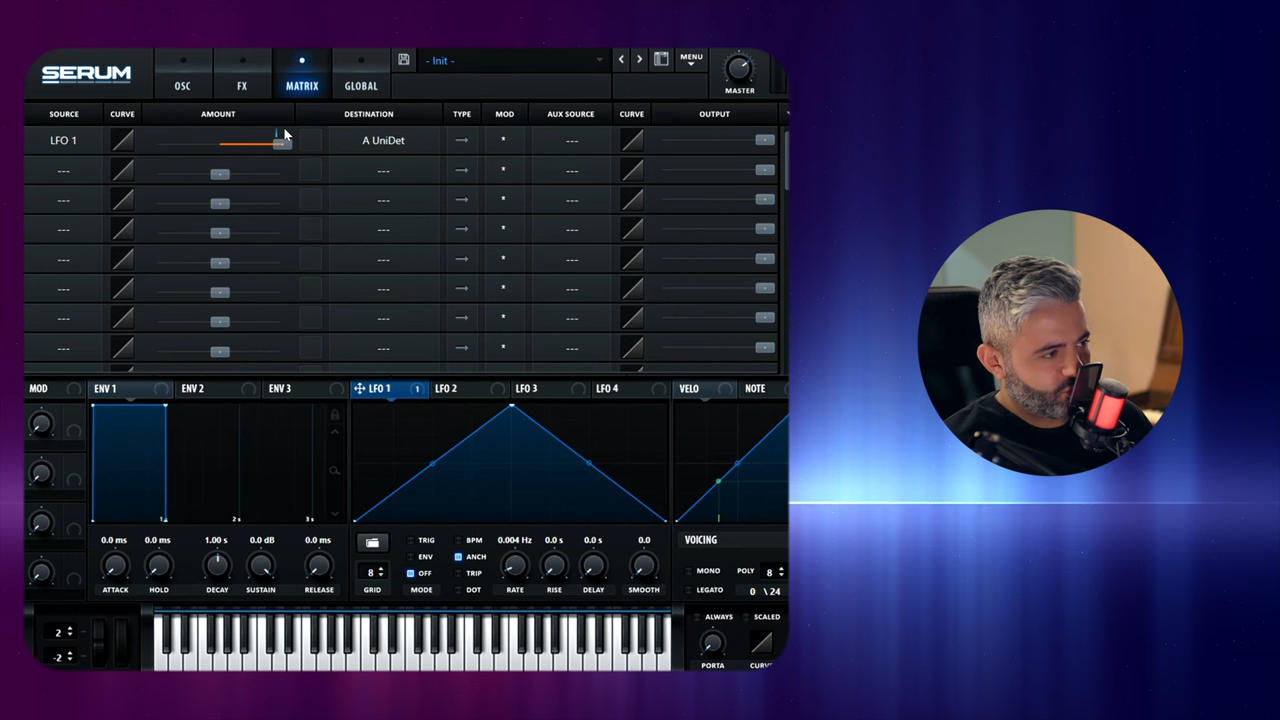 SERUM
OSC FX MATRIX GLOBAL
- Init -
MENU
MASTER
SOURCE CURVE AMOUNT DESTINATION TYPE MOD AUX SOURCE CURVE OUTPUT
LFO 1 A UniDet * ---
--- --- * ---
--- --- * ---
--- --- * ---
--- --- * ---
--- --- * ---
--- --- * ---
--- --- * ---
MOD ENV 1 ENV 2 ENV 3 LFO 1 1 LFO 2 LFO 3 LFO 4 VELO NOTE
2s 3s
0.0 ms 0.0 ms 1.00 s 0.0 dB 0.0 ms
ATTACK HOLD DECAY SUSTAIN RELEASE
TRIG BPM 0.004 Hz 0.0 s 0.0 s 0.0
ENV ANCH
8 OFF TRIP
GRID MODE DOT RATE RISE DELAY SMOOTH
VOICING
MONO POLY 8
LEGATO 0 \ 24
ALWAYS SCALED
PORTA CURV
2
-2